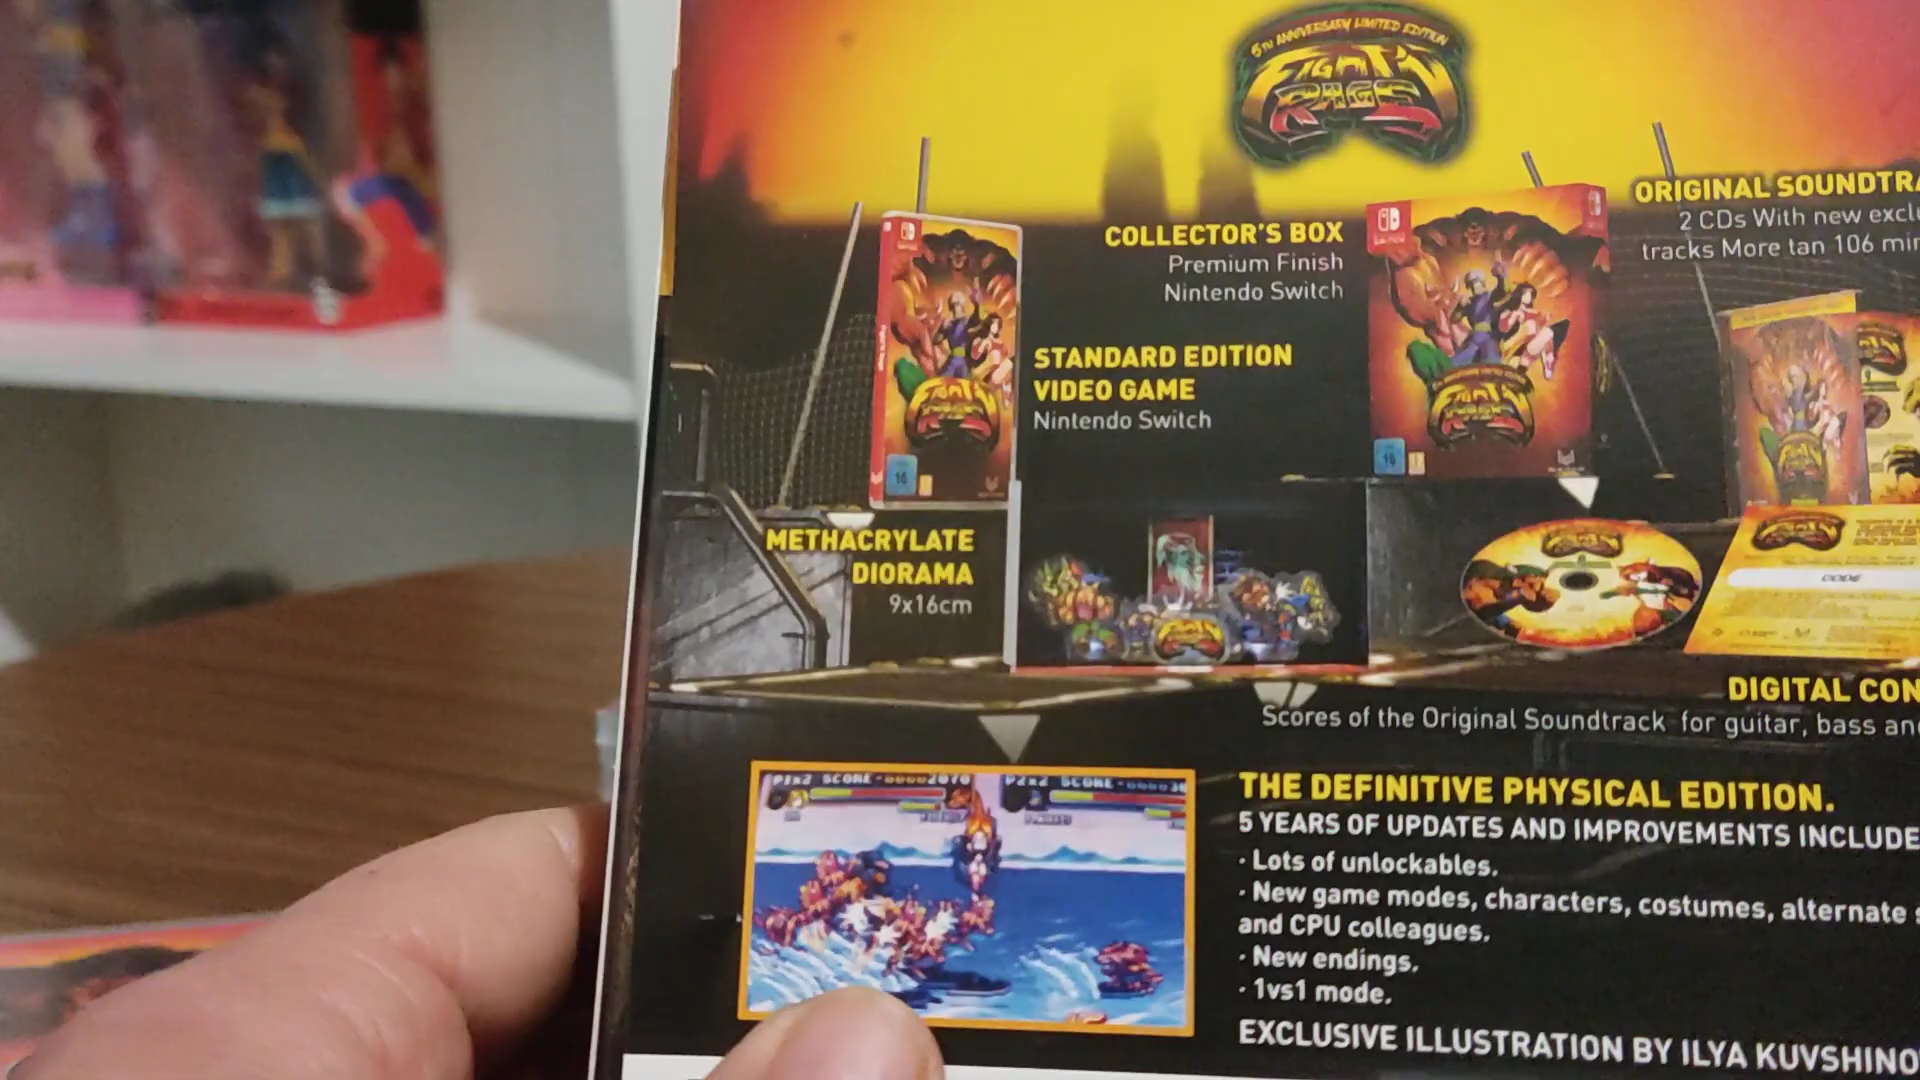 5TH ANNIVERSARY LIMITED EDITION
FIGHT'N
RAGE
COLLECTOR'S BOX
Premium Finish
Nintendo Switch
ORIGINAL SOUNDTRA
2 CDs With new exclu
tracks More tan 106 min
STANDARD EDITION
VIDEO GAME
Nintendo Switch
16
16
METHACRYLATE
DIORAMA
9x16cm
CODE
DIGITAL CON
Scores of the Original Soundtrack for guitar, bass and
P1x2 SCORE
P2x2 SCORE
THE DEFINITIVE PHYSICAL EDITION.
5 YEARS OF UPDATES AND IMPROVEMENTS INCLUDE
· Lots of unlockables.
· New game modes, characters, costumes, alternate
and CPU colleagues.
· New endings.
· 1vs1 mode.
EXCLUSIVE ILLUSTRATION BY ILYA KUVSHINO